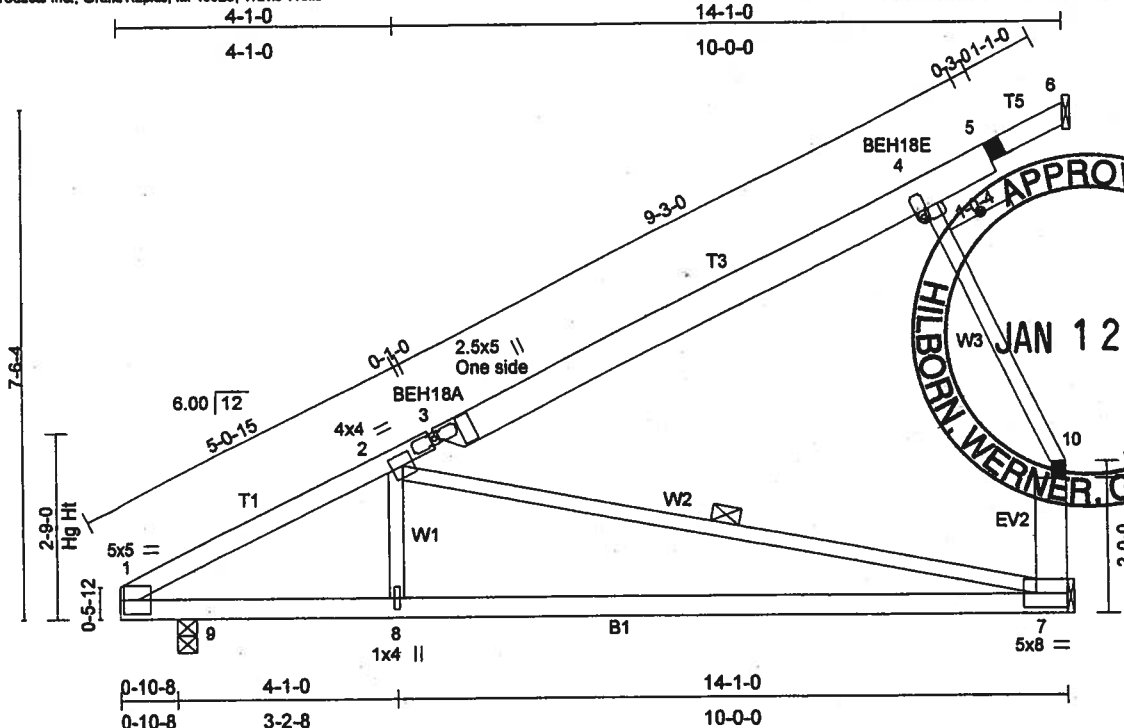 4-1-0
14-1-0
4-1-0
10-0-0
0-3-0
1-1-0
6
T5
5
BEH18E
4
APPRO
1-0-4
9-3-0
T3
7-6-4
HILBORN, WERNER,
W3
JAN 12
0-1-0
2.5x5 ||
One side
6.00 12
BEH18A
5-0-15
4x4 =
3
2
10
T1
W2
2-9-0
Hg Ht
W1
EV2
5x5 =
1
0-5-12
9
8
B1
7
1x4 ||
5x8 =
0-10-8
4-1-0
14-1-0
0-10-8
3-2-8
10-0-0